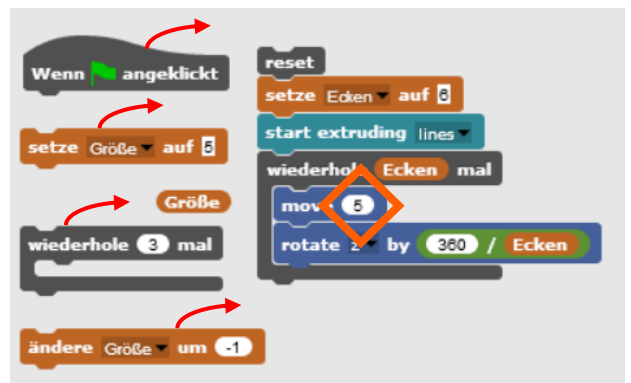 Wenn angeklickt
setze Größe auf 5
Größe
wiederhole 3 mal
ändere Größe um -1
reset
setze Ecken auf 6
start extruding lines
wiederhole Ecken mal
move 5
rotate z by 360 / Ecken